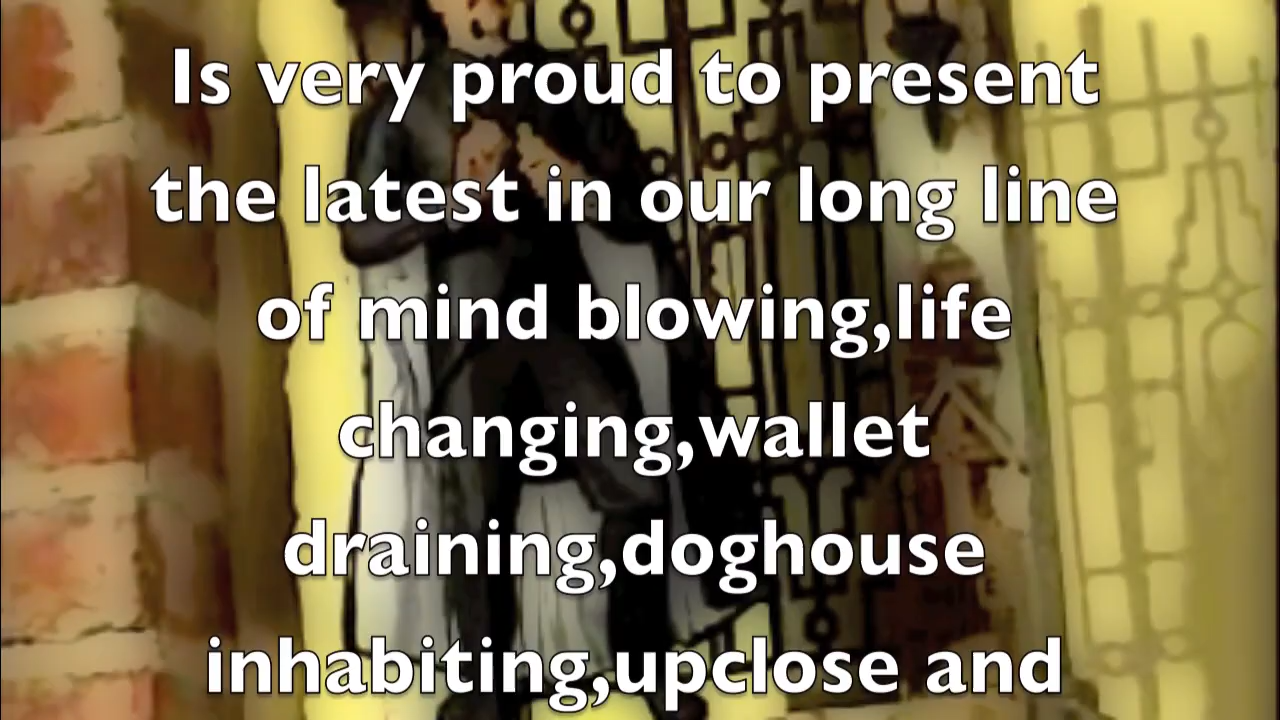 Is very proud to present
the latest in our long line
of mind blowing,life
changing,wallet
draining,doghouse
inhabiting,upclose and